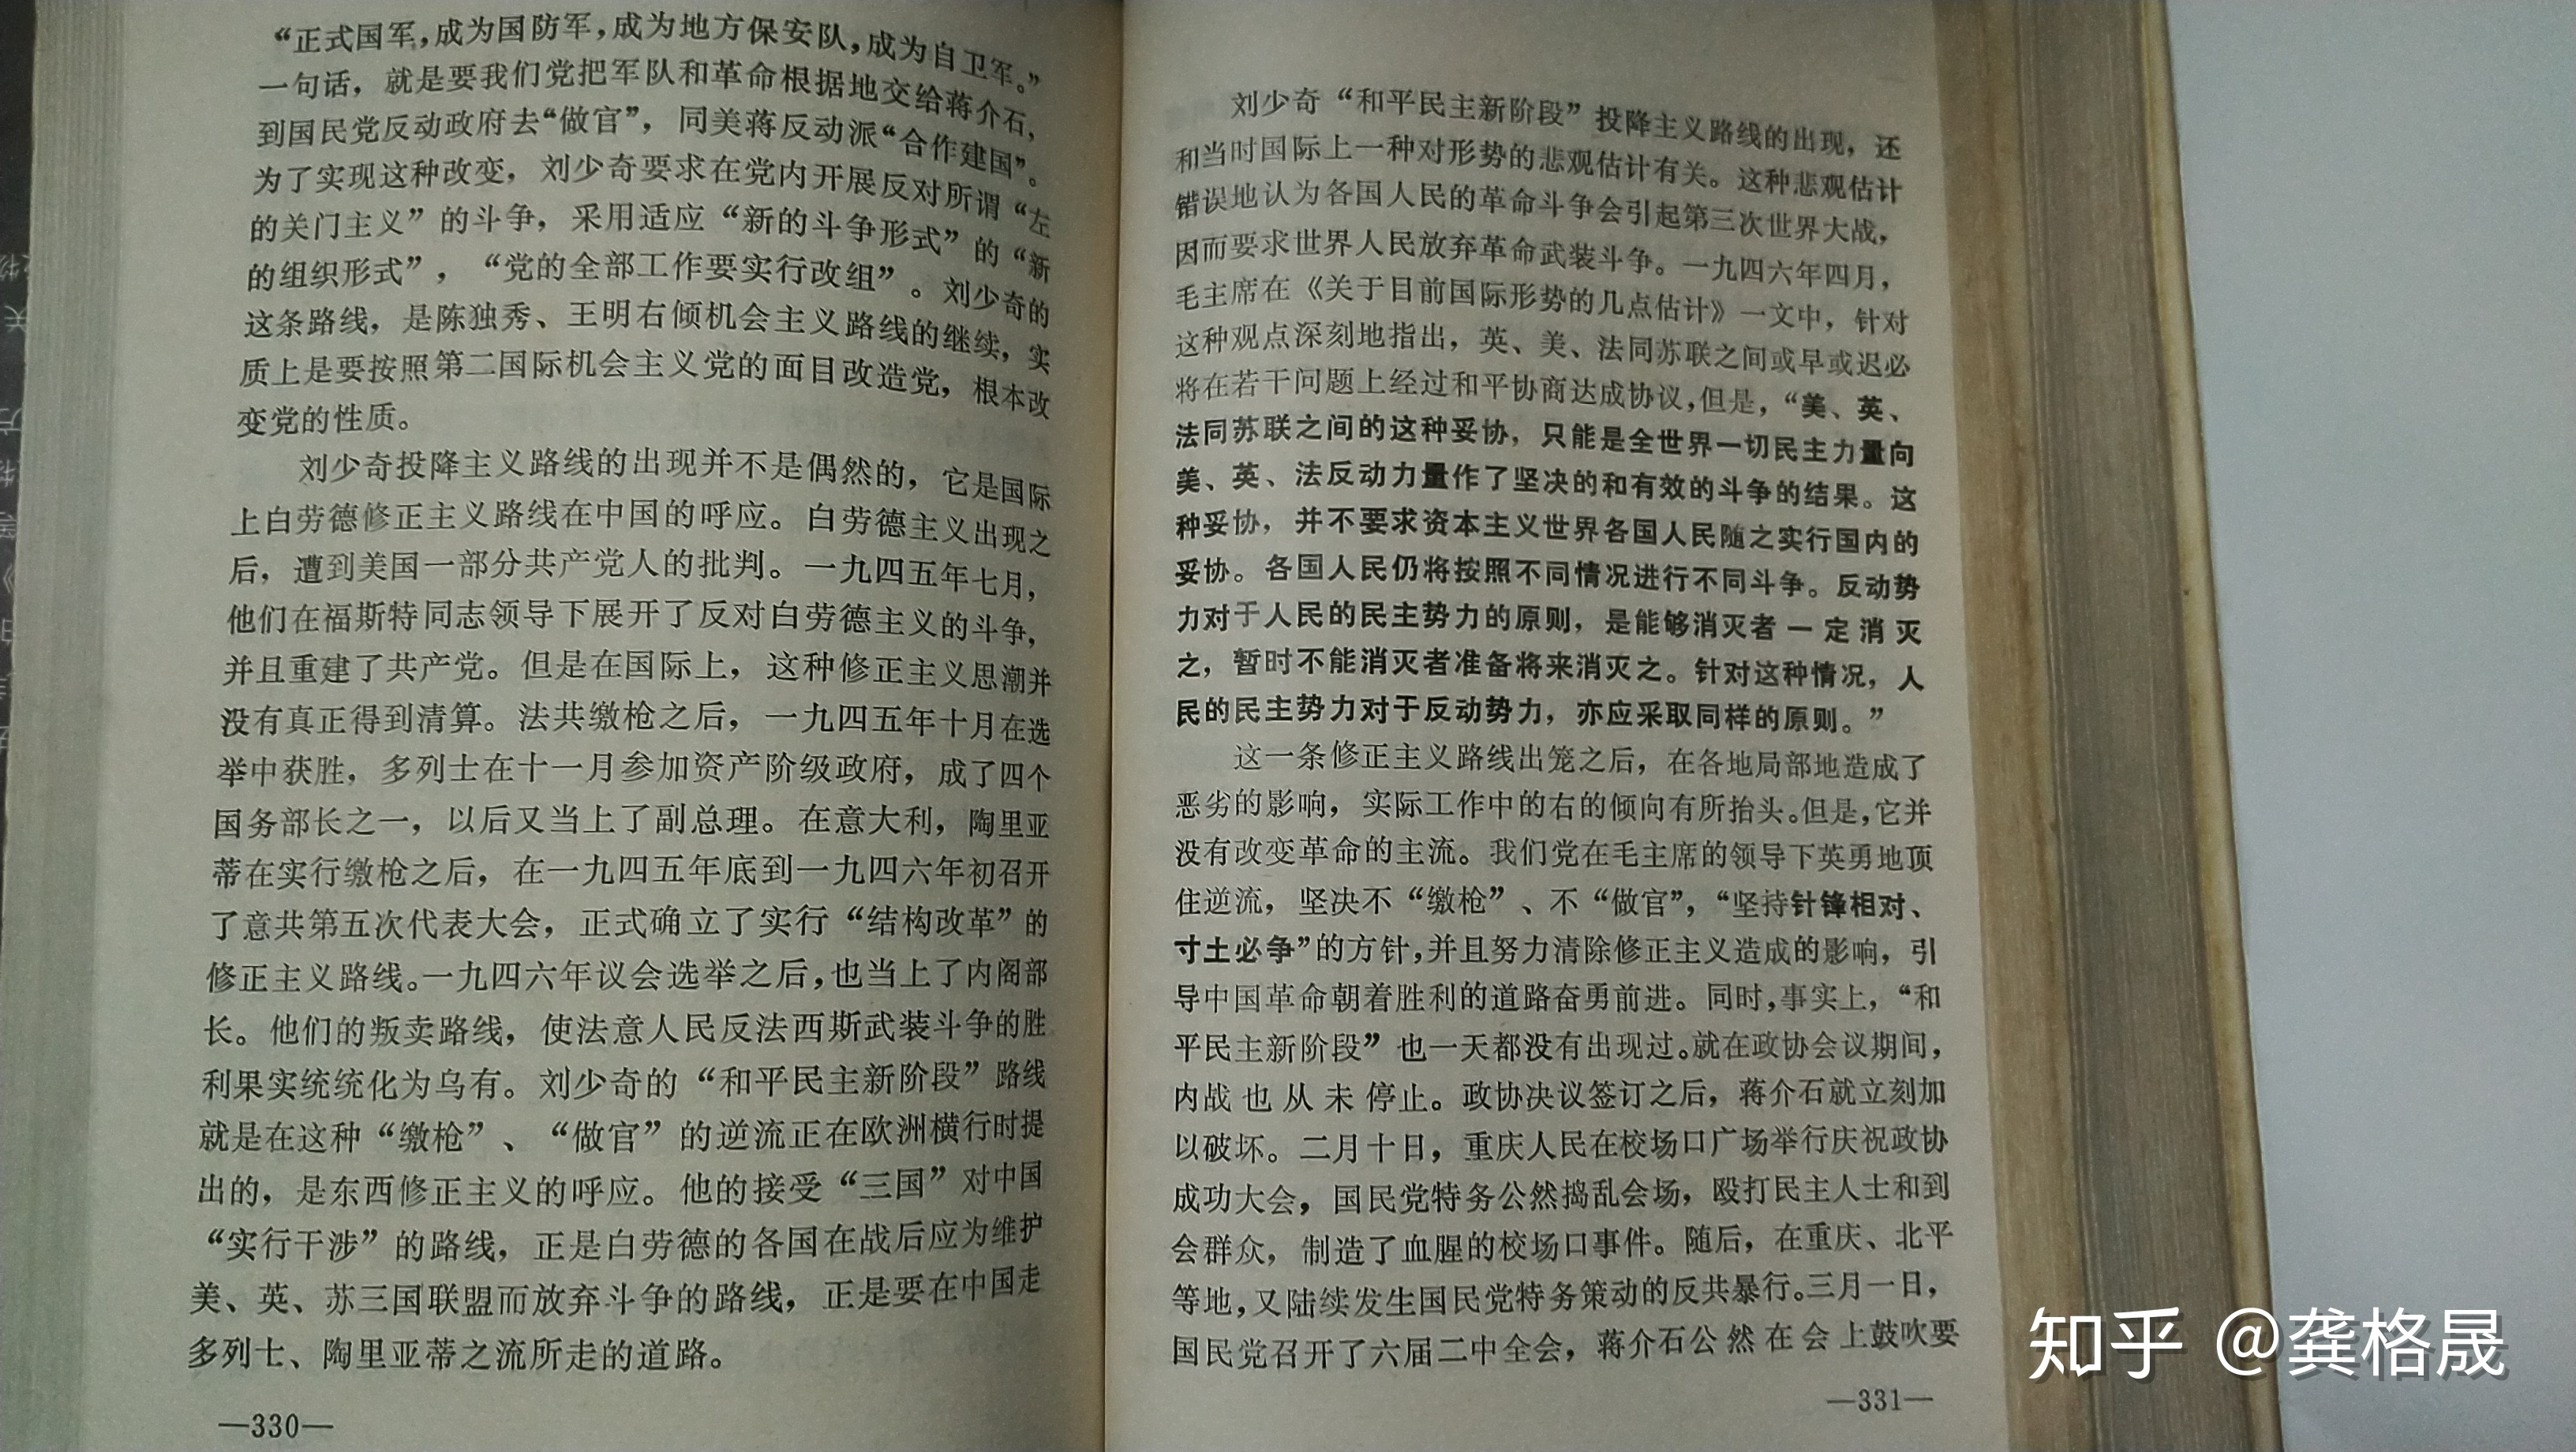 “正式国军，成为国防军，成为地方保安队，成为自卫军。”
一句话，就是要我们党把军队和革命根据地交给蒋介石，
到国民党反动政府去“做官”，同美蒋反动派“合作建国”。
为了实现这种改变，刘少奇要求在党内开展反对所谓“左
的关门主义”的斗争，采用适应“新的斗争形式”的“新
的组织形式”，“党的全部工作要实行改组”。刘少奇的
这条路线，是陈独秀、王明右倾机会主义路线的继续，实
质上是要按照第二国际机会主义党的面目改造党，根本改
变党的性质。
刘少奇投降主义路线的出现并不是偶然的，它是国际
上白劳德修正主义路线在中国的呼应。白劳德主义出现之
后，遭到美国一部分共产党人的批判。一九四五年七月，
他们在福斯特同志领导下展开了反对白劳德主义的斗争，
并且重建了共产党。但是在国际上，这种修正主义思潮并
没有真正得到清算。法共缴枪之后，一九四五年十月在选
举中获胜，多列士在十一月参加资产阶级政府，成了四个
国务部长之一，以后又当上了副总理。在意大利，陶里亚
蒂在实行缴枪之后，在一九四五年底到一九四六年初召开
了意共第五次代表大会，正式确立了实行“结构改革”的
修正主义路线。一九四六年议会选举之后，也当上了内阁部
长。他们的叛卖路线，使法意人民反法西斯武装斗争的胜
利果实统统化为乌有。刘少奇的“和平民主新阶段”路线
就是在这种“缴枪”、“做官”的逆流正在欧洲横行时提
出的，是东西修正主义的呼应。他的接受“三国”对中国
“实行干涉”的路线，正是白劳德的各国在战后应为维护
美、英、苏三国联盟而放弃斗争的路线，正是要在中国走
多列士、陶里亚蒂之流所走的道路。
—330—
刘少奇“和平民主新阶段”投降主义路线的出现，还
和当时国际上一种对形势的悲观估计有关。这种悲观估计
错误地认为各国人民的革命斗争会引起第三次世界大战，
因而要求世界人民放弃革命武装斗争。一九四六年四月，
毛主席在《关于目前国际形势的几点估计》一文中，针对
这种观点深刻地指出，英、美、法同苏联之间或早或迟必
将在若干问题上经过和平协商达成协议，但是，“美、英、
法同苏联之间的这种妥协，只能是全世界一切民主力量向
美、英、法反动力量作了坚决的和有效的斗争的结果。这
种妥协，并不要求资本主义世界各国人民随之实行国内的
妥协。各国人民仍将按照不同情况进行不同斗争。反动势
力对于人民的民主势力的原则，是能够消灭者一定消灭
之，暂时不能消灭者准备将来消灭之。针对这种情况，人
民的民主势力对于反动势力，亦应采取同样的原则。”
这一条修正主义路线出笼之后，在各地局部地造成了
恶劣的影响，实际工作中的右的倾向有所抬头。但是，它并
没有改变革命的主流。我们党在毛主席的领导下英勇地顶
住逆流，坚决不“缴枪”、不“做官”，“坚持针锋相对、
寸土必争”的方针，并且努力清除修正主义造成的影响，引
导中国革命朝着胜利的道路奋勇前进。同时，事实上，“和
平民主新阶段”也一天都没有出现过。就在政协会议期间，
内战也从未停止。政协决议签订之后，蒋介石就立刻加
以破坏。二月十日，重庆人民在校场口广场举行庆祝政协
成功大会，国民党特务公然捣乱会场，殴打民主人士和到
会群众，制造了血腥的校场口事件。随后，在重庆、北平
等地，又陆续发生国民党特务策动的反共暴行。三月一日，
国民党召开了六届二中全会，蒋介石公然在会上鼓吹要
—331—
知乎 @龚格晟